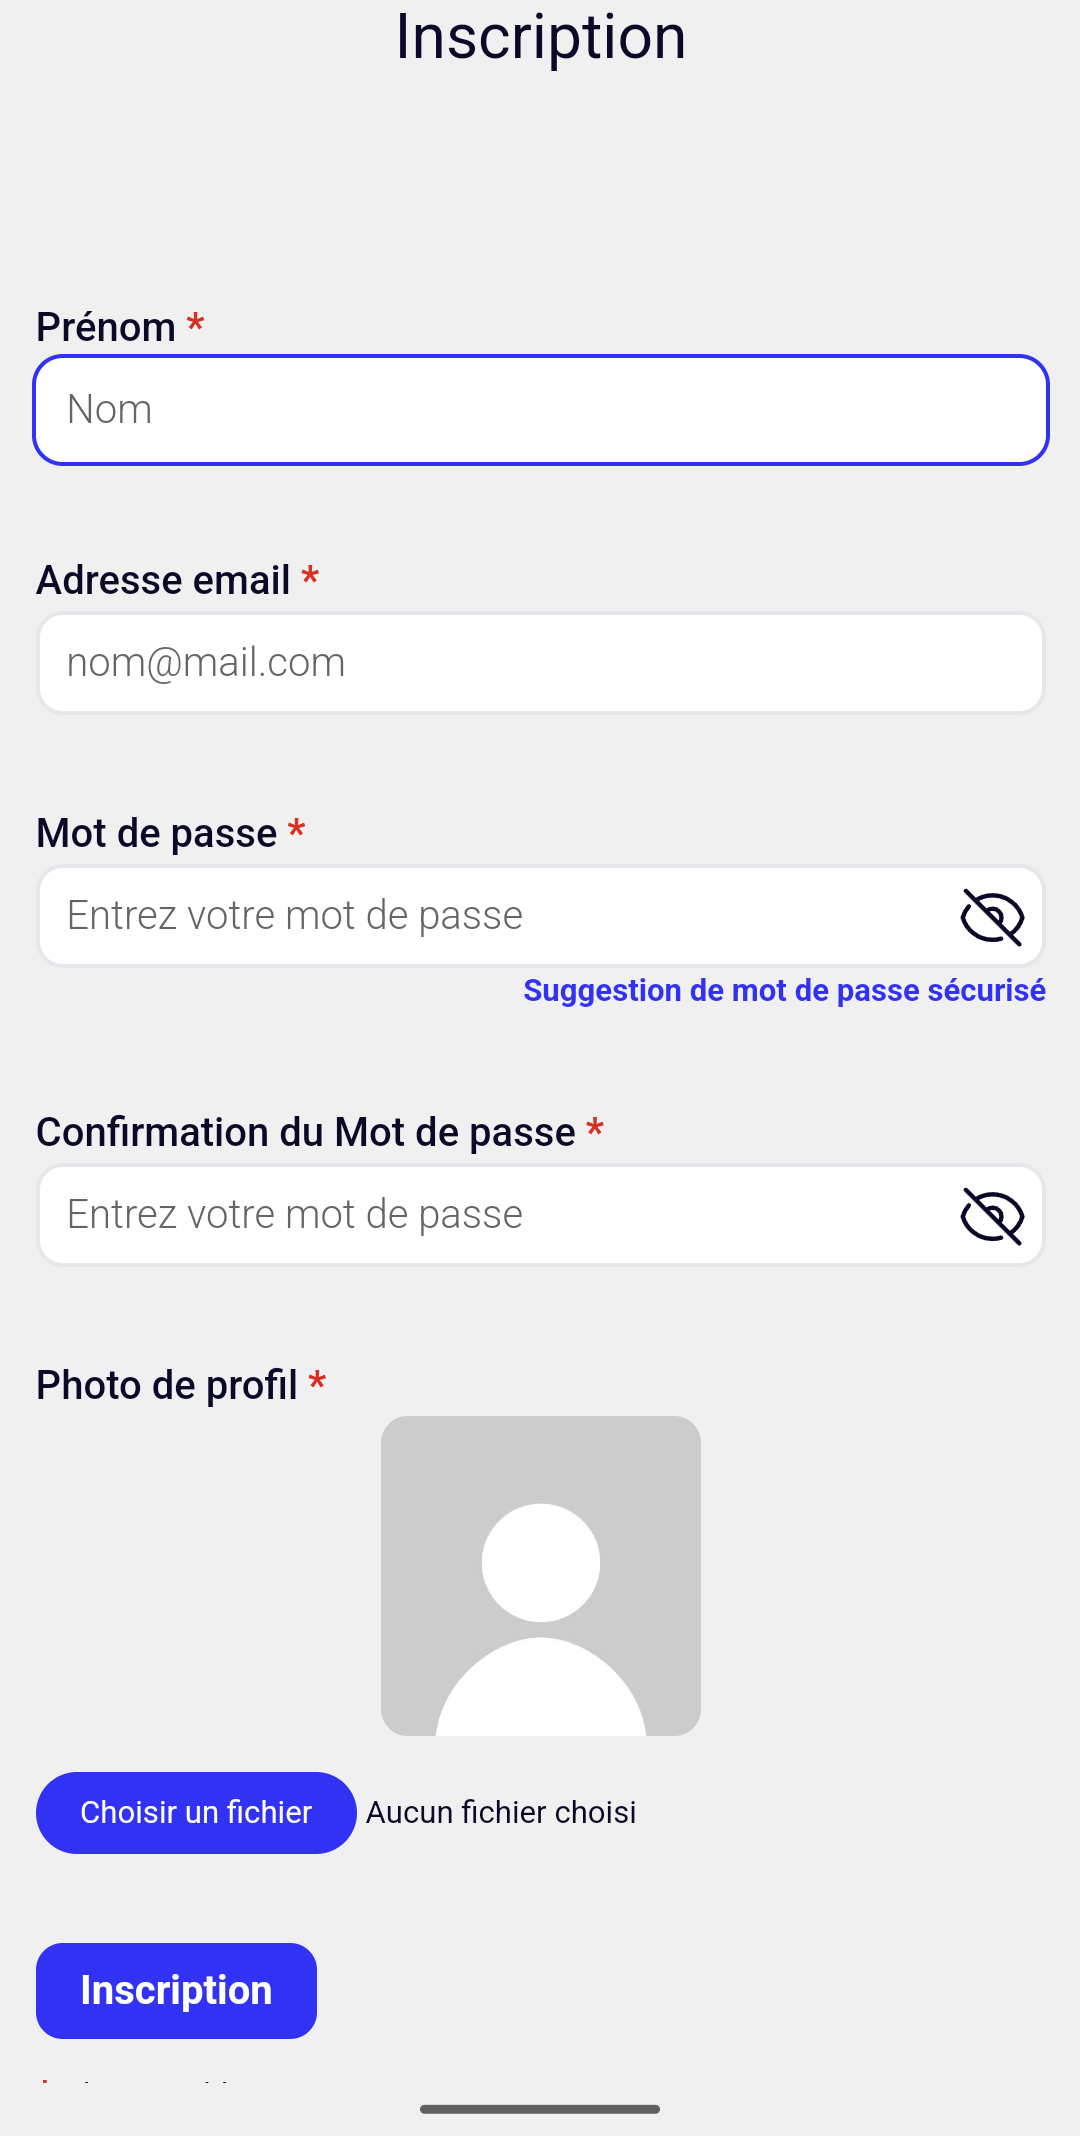 Inscription
Prénom *
Nom
Adresse email *
nom@mail.com
Mot de passe *
Entrez votre mot de passe
Suggestion de mot de passe sécurisé
Confirmation du Mot de passe *
Entrez votre mot de passe
Photo de profil *
Choisir un fichier Aucun fichier choisi
Inscription